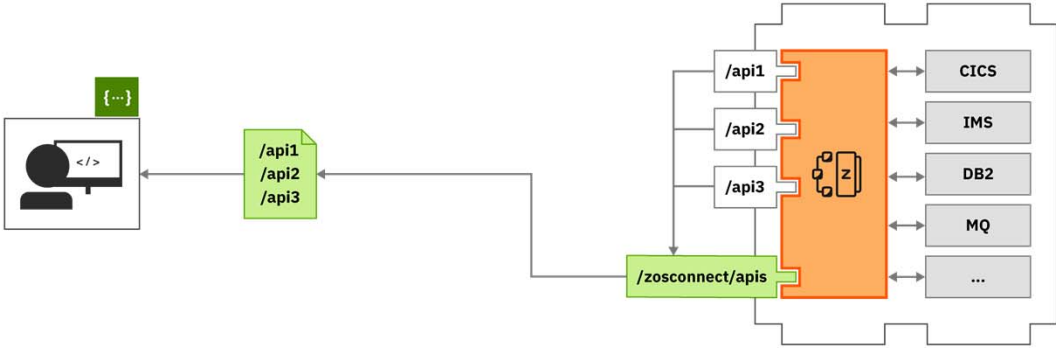 {...}
</>
/api1
/api2
/api3
/api1
/api2
/api3
/zosconnect/apis
Z
CICS
IMS
DB2
MQ
...